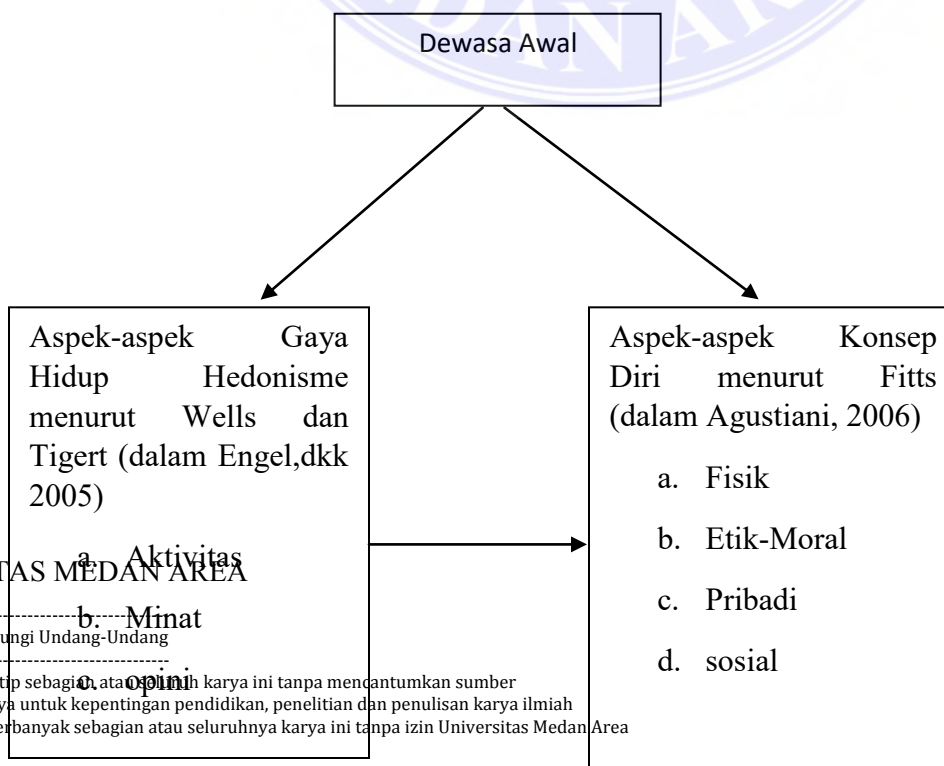 DAN AR
Dewasa Awal
Aspek-aspek Gaya
Hidup Hedonisme
menurut Wells dan
Tigert (dalam Engel,dkk
2005)
a. Aktivitas
b. Minat
c. opini
Aspek-aspek Konsep
Diri menurut Fitts
(dalam Agustiani, 2006)
a. Fisik
b. Etik-Moral
c. Pribadi
d. sosial
TAS MEDAN AREA
ungi Undang-Undang
tip sebagian atau seluruh karya ini tanpa mencantumkan sumber
ya untuk kepentingan pendidikan, penelitian dan penulisan karya ilmiah
erbanyak sebagian atau seluruhnya karya ini tanpa izin Universitas Medan Area